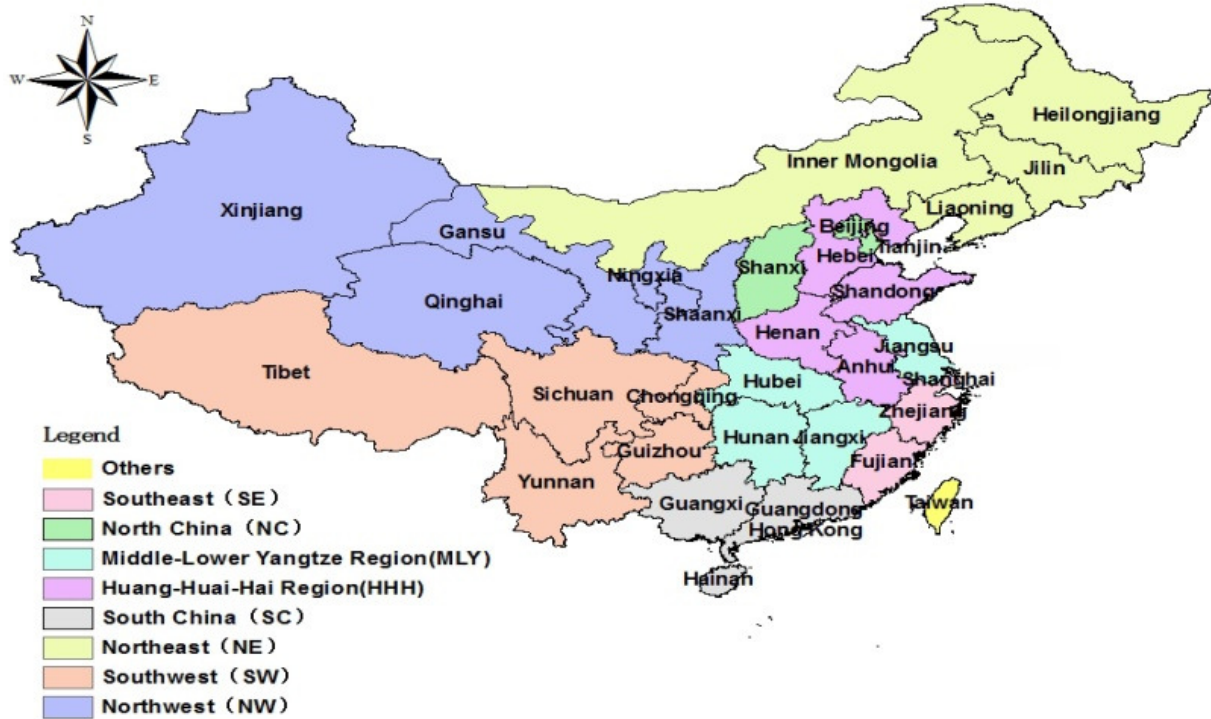 N
W
E
S
Heilongjiang
Inner Mongolia
Jilin
Xinjiang
Liaoning
Gansu
Beijing
Tianjin
Hebei
Shanxi
Ningxia
Qinghai
Shandong
Shaanxi
Henan
Jiangsu
Anhui
Tibet
Shanghai
Hubei
Sichuan
Chongqing
Zhejiang
Hunan
Jiangxi
Guizhou
Fujian
Yunnan
Guangxi
Guangdong
Taiwan
Hong Kong
Hainan
Legend
Others
Southeast（SE）
North China（NC）
Middle-Lower Yangtze Region(MLY)
Huang-Huai-Hai Region(HHH)
South China（SC）
Northeast（NE）
Southwest（SW）
Northwest（NW）